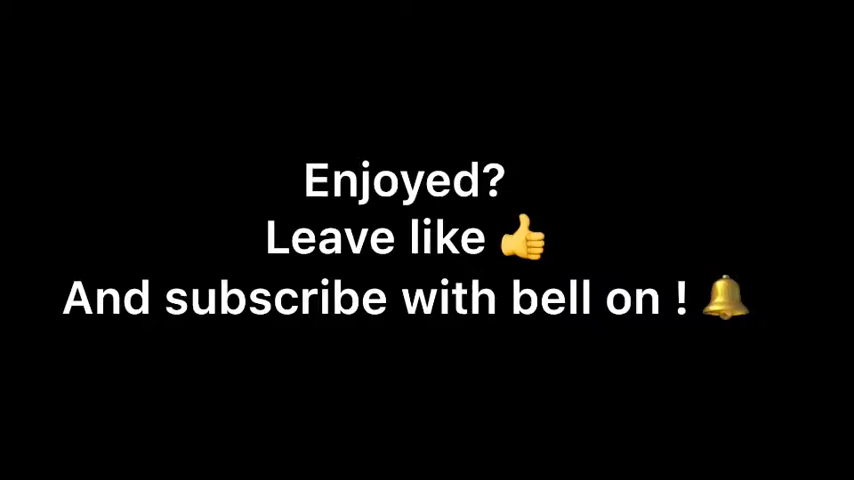 Enjoyed?
Leave like 👍
And subscribe with bell on ! 🔔